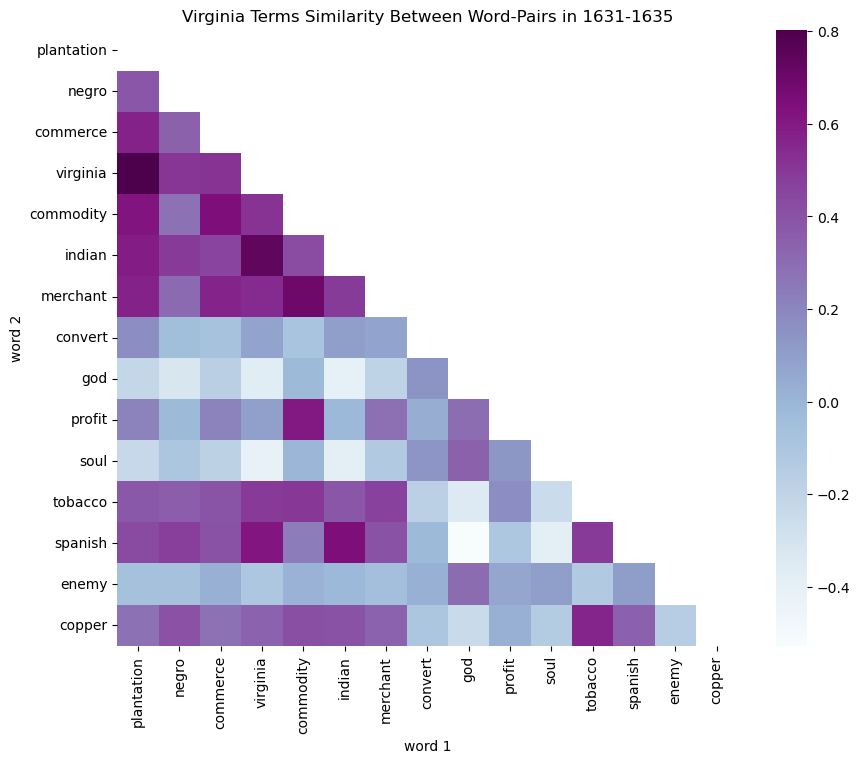 Virginia Terms Similarity Between Word-Pairs in 1631-1635
plantation
negro
commerce
virginia
commodity
indian
merchant
convert
god
profit
soul
tobacco
spanish
enemy
copper
word 2
plantation
negro
commerce
virginia
commodity
indian
merchant
convert
god
profit
soul
tobacco
spanish
enemy
copper
word 1
0.8
0.6
0.4
0.2
0.0
−0.2
−0.4